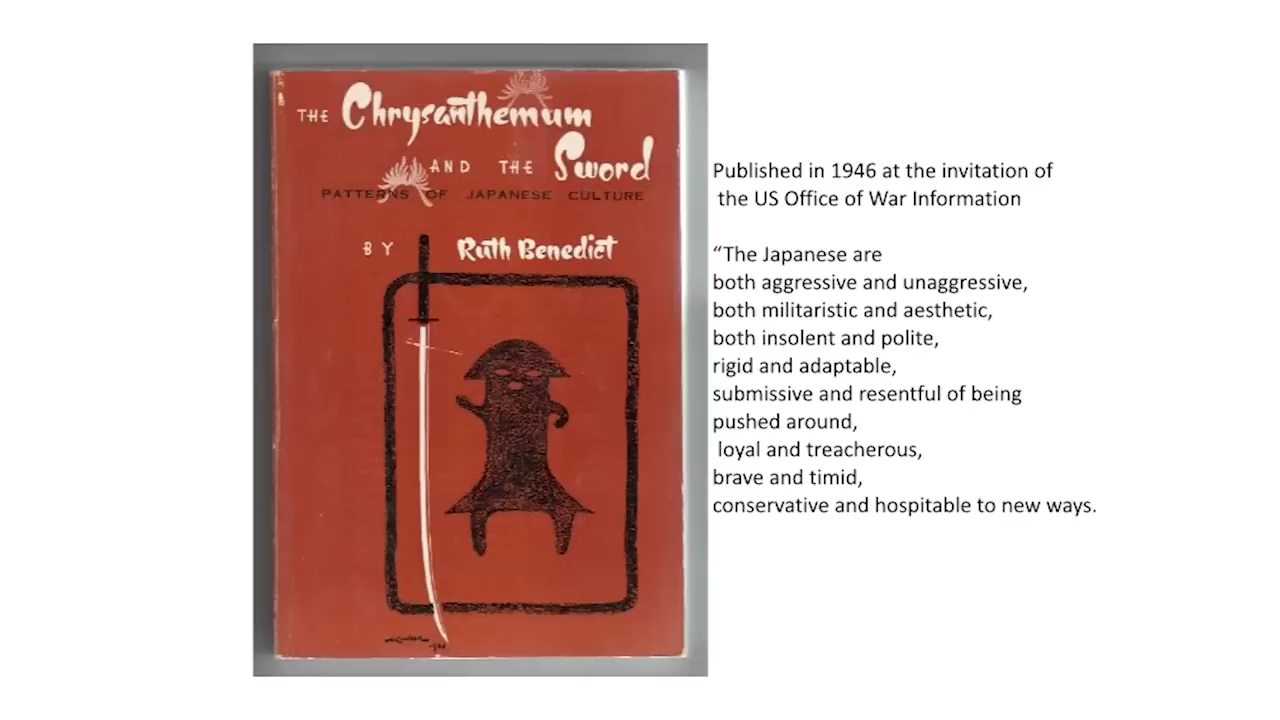 THE Chrysanthemum
AND THE Sword
PATTERNS OF JAPANESE CULTURE
BY Ruth Benedict
Published in 1946 at the invitation of
the US Office of War Information
“The Japanese are
both aggressive and unaggressive,
both militaristic and aesthetic,
both insolent and polite,
rigid and adaptable,
submissive and resentful of being
pushed around,
loyal and treacherous,
brave and timid,
conservative and hospitable to new ways.